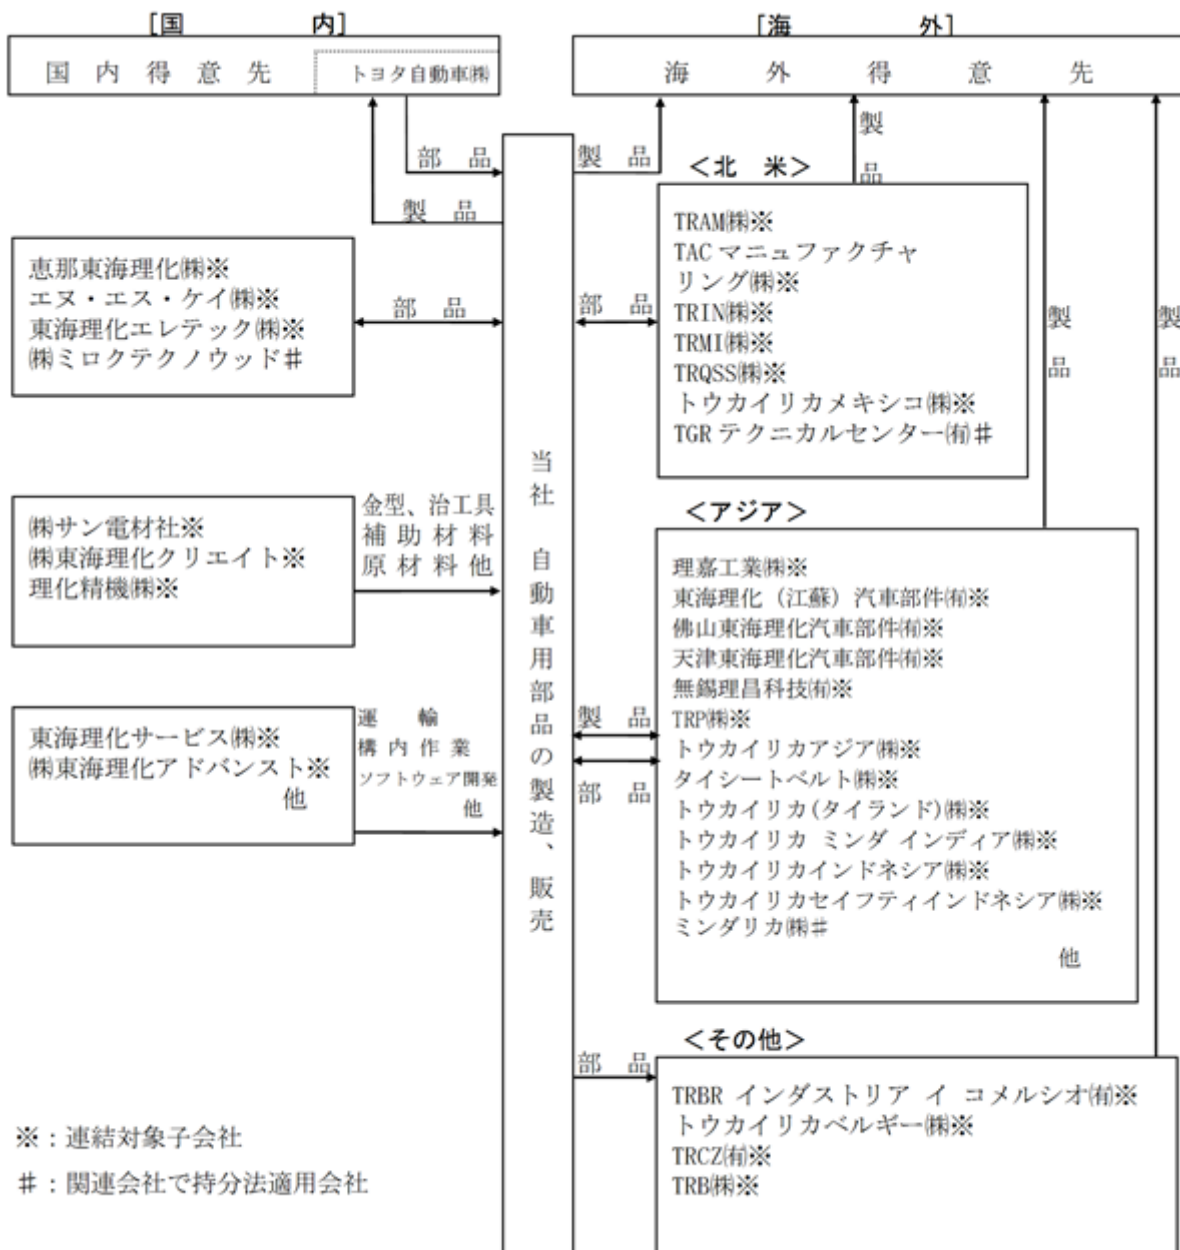 [国　　　　　内]
国　内　得　意　先
トヨタ自動車㈱
部　品
製　品
恵那東海理化㈱※
エヌ・エス・ケイ㈱※
東海理化エレテック㈱※
㈱ミロクテクノウッド＃
部　品
㈱サン電材社※
㈱東海理化クリエイト※
理化精機㈱※
金型、治工具
補 助 材 料
原 材 料 他
東海理化サービス㈱※
㈱東海理化アドバンスト※
他
運　　輸
構 内 作 業
ソフトウェア開発
他
当社　自動車用部品の製造、販売
[海　　　　　外]
海　外　得　意　先
製　品
製品
＜北　米＞
TRAM㈱※
TAC マニュファクチャ
リング㈱※
TRIN㈱※
TRMI㈱※
TRQSS㈱※
トウカイリカメキシコ㈱※
TGR テクニカルセンター㈲＃
部　品
製品
製品
＜アジア＞
理嘉工業㈱※
東海理化（江蘇）汽車部件㈲※
佛山東海理化汽車部件㈲※
天津東海理化汽車部件㈲※
無錫理昌科技㈲※
TRP㈱※
トウカイリカアジア㈱※
タイシートベルト㈱※
トウカイリカ(タイランド)㈱※
トウカイリカ ミンダ インディア㈱※
トウカイリカインドネシア㈱※
トウカイリカセイフティインドネシア㈱※
ミンダリカ㈱＃
他
製　品
部　品
＜その他＞
部　品
TRBR インダストリア イ コメルシオ㈲※
トウカイリカベルギー㈱※
TRCZ㈲※
TRB㈱※
※：連結対象子会社
＃：関連会社で持分法適用会社